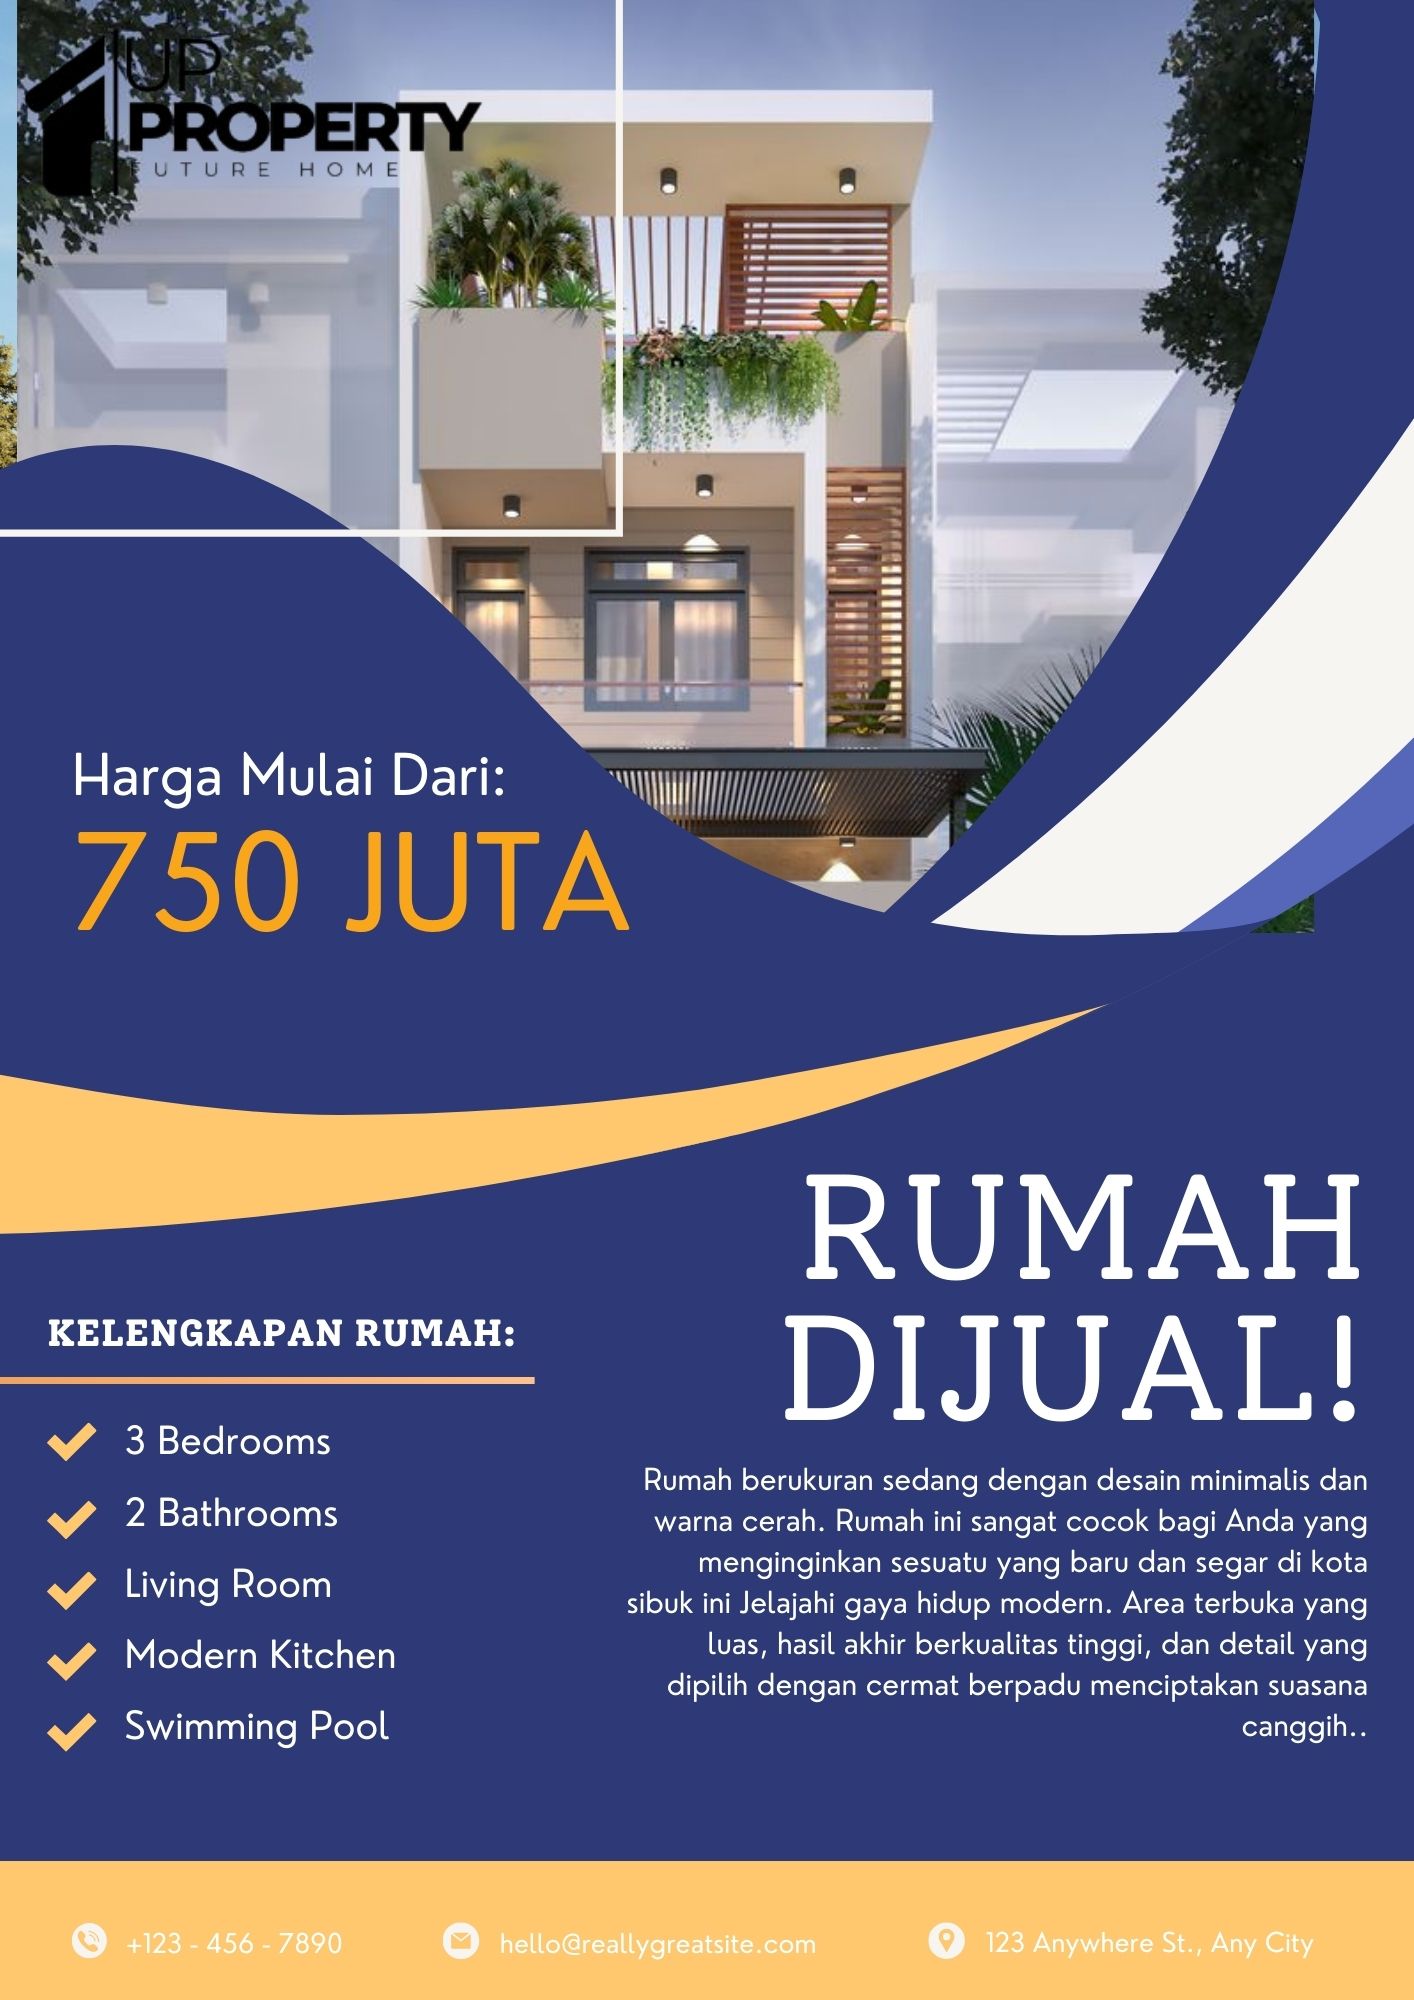 UP
PROPERTY
FUTURE HOME
Harga Mulai Dari:
750 JUTA
RUMAH
DIJUAL!
KELENGKAPAN RUMAH:
3 Bedrooms
2 Bathrooms
Living Room
Modern Kitchen
Swimming Pool
Rumah berukuran sedang dengan desain minimalis dan
warna cerah. Rumah ini sangat cocok bagi Anda yang
menginginkan sesuatu yang baru dan segar di kota
sibuk ini Jelajahi gaya hidup modern. Area terbuka yang
luas, hasil akhir berkualitas tinggi, dan detail yang
dipilih dengan cermat berpadu menciptakan suasana
canggih..
+123 - 456 - 7890
hello@reallygreatsite.com
123 Anywhere St., Any City